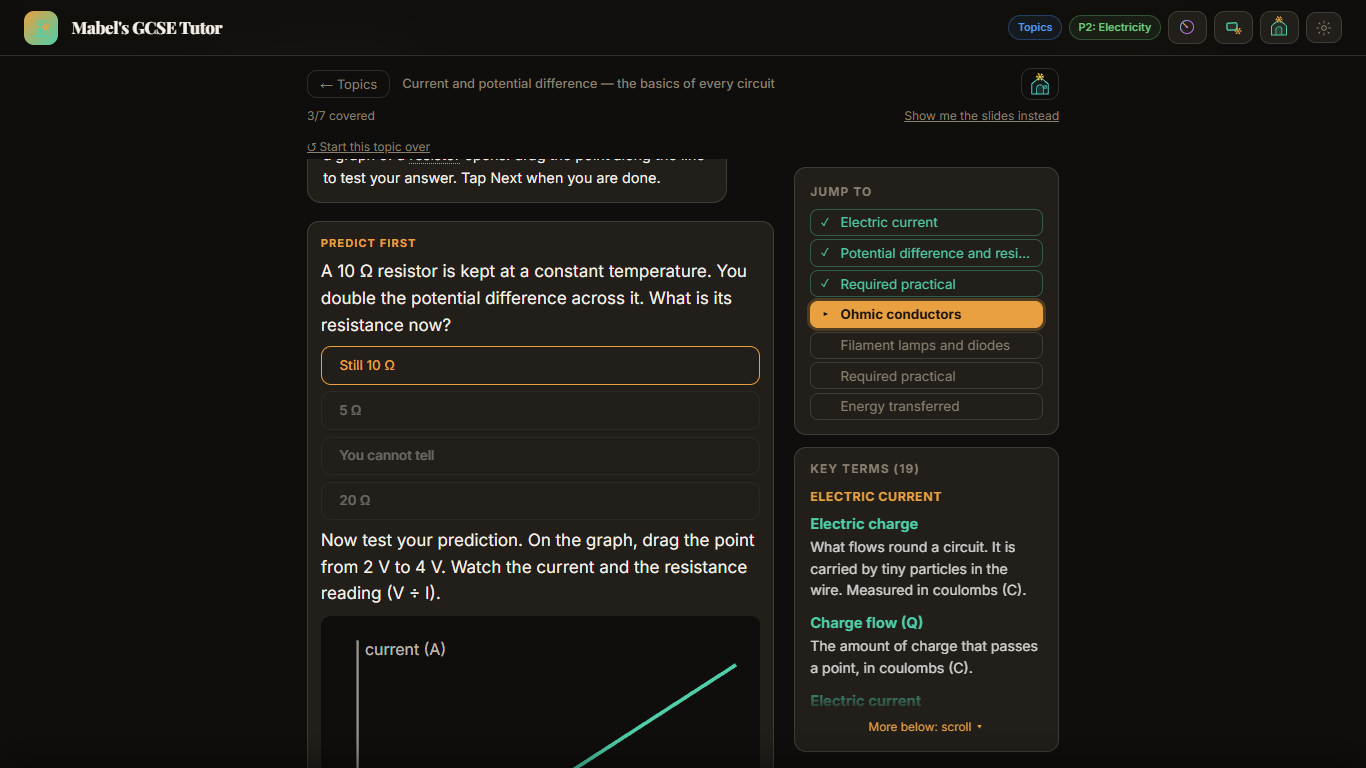 Mabel's GCSE Tutor
Topics
P2: Electricity
← Topics
Current and potential difference — the basics of every circuit
3/7 covered
Show me the slides instead
↺ Start this topic over
to test your answer. Tap Next when you are done.
PREDICT FIRST
A 10 Ω resistor is kept at a constant temperature. You
double the potential difference across it. What is its
resistance now?
Still 10 Ω
5 Ω
You cannot tell
20 Ω
Now test your prediction. On the graph, drag the point
from 2 V to 4 V. Watch the current and the resistance
reading (V ÷ I).
current (A)
JUMP TO
✓ Electric current
✓ Potential difference and resi...
✓ Required practical
▸ Ohmic conductors
Filament lamps and diodes
Required practical
Energy transferred
KEY TERMS (19)
ELECTRIC CURRENT
Electric charge
What flows round a circuit. It is
carried by tiny particles in the
wire. Measured in coulombs (C).
Charge flow (Q)
The amount of charge that passes
a point, in coulombs (C).
Electric current
More below: scroll ▾